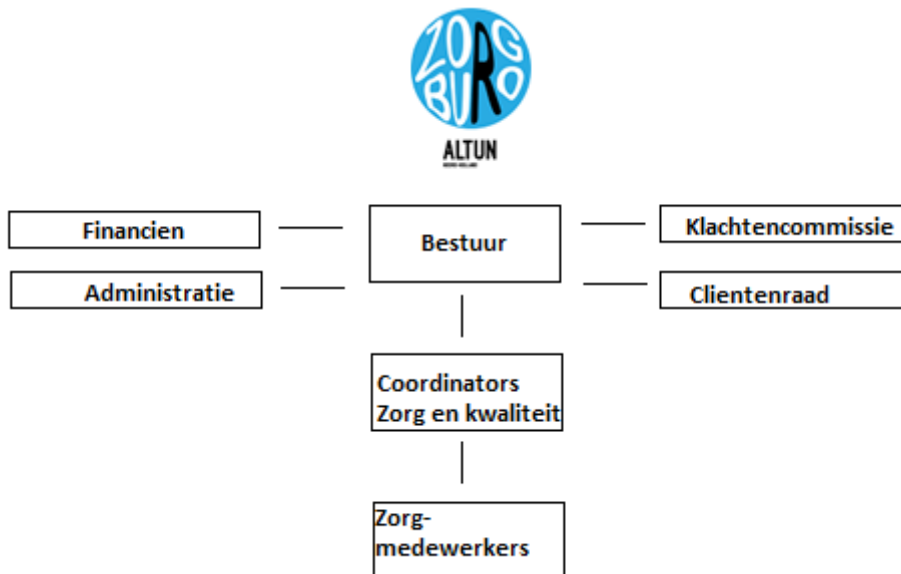 ZORG
BURO
ALTUN
Financien
Bestuur
Klachtencommissie
Administratie
Clientenraad
Coordinators
Zorg en kwaliteit
Zorg-
medewerkers